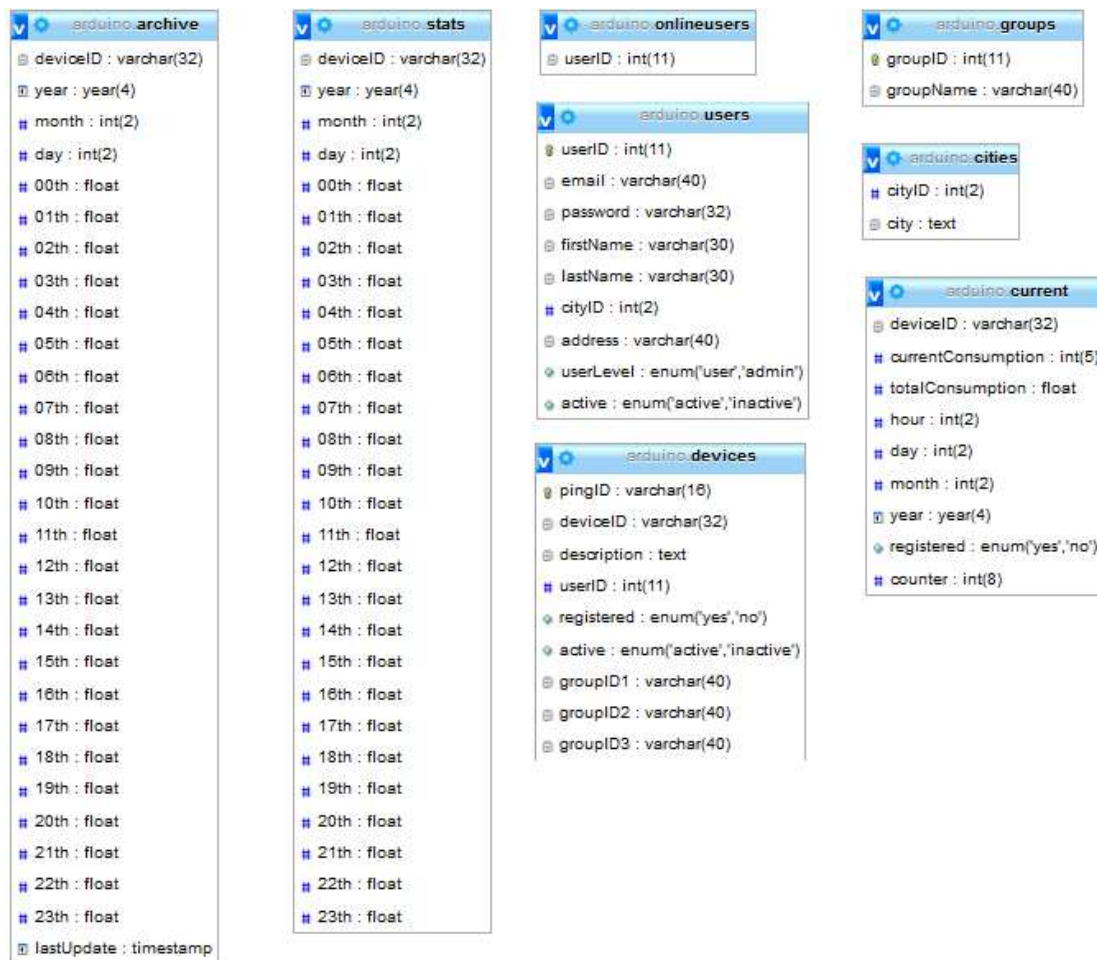 arduino.archive
deviceID : varchar(32)
year : year(4)
month : int(2)
day : int(2)
00th : float
01th : float
02th : float
03th : float
04th : float
05th : float
06th : float
07th : float
08th : float
09th : float
10th : float
11th : float
12th : float
13th : float
14th : float
15th : float
16th : float
17th : float
18th : float
19th : float
20th : float
21th : float
22th : float
23th : float
lastUpdate : timestamp
arduino.stats
deviceID : varchar(32)
year : year(4)
month : int(2)
day : int(2)
00th : float
01th : float
02th : float
03th : float
04th : float
05th : float
06th : float
07th : float
08th : float
09th : float
10th : float
11th : float
12th : float
13th : float
14th : float
15th : float
16th : float
17th : float
18th : float
19th : float
20th : float
21th : float
22th : float
23th : float
arduino.onlineusers
userID : int(11)
arduino.users
userID : int(11)
email : varchar(40)
password : varchar(32)
firstName : varchar(30)
lastName : varchar(30)
cityID : int(2)
address : varchar(40)
userLevel : enum('user','admin')
active : enum('active','inactive')
arduino.devices
pingID : varchar(16)
deviceID : varchar(32)
description : text
userID : int(11)
registered : enum('yes','no')
active : enum('active','inactive')
groupID1 : varchar(40)
groupID2 : varchar(40)
groupID3 : varchar(40)
arduino.groups
groupID : int(11)
groupName : varchar(40)
arduino.cities
cityID : int(2)
city : text
arduino.current
deviceID : varchar(32)
currentConsumption : int(5)
totalConsumption : float
hour : int(2)
day : int(2)
month : int(2)
year : year(4)
registered : enum('yes','no')
counter : int(8)